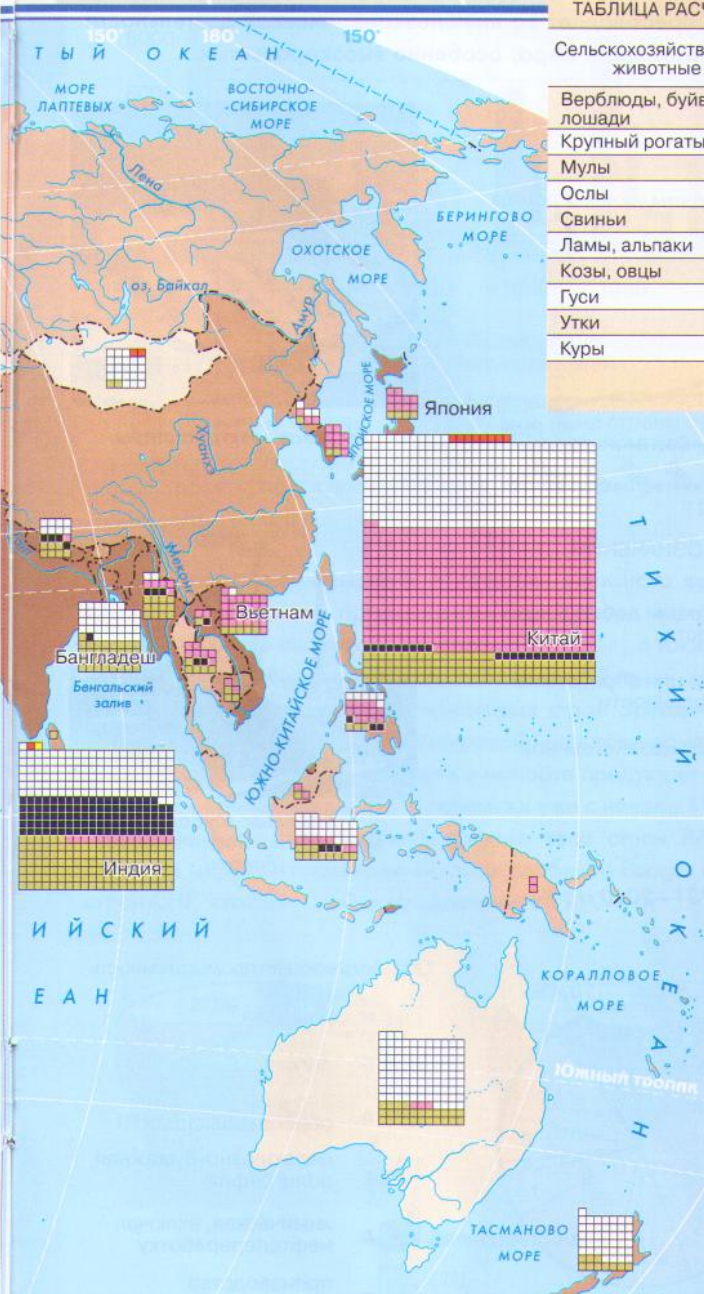 150°
180°
150°
ТЫЙ ОКЕАН
МОРЕ
ЛАПТЕВЫХ
ВОСТОЧНО-
-СИБИРСКОЕ
МОРЕ
ТАБЛИЦА РАСЧ
Сельскохозяйств
животные
Верблюды, буйв
лошади
Крупный рогаты
Мулы
Ослы
Свиньи
Ламы, альпаки
Козы, овцы
Гуси
Утки
Куры
Лена
БЕРИНГОВО
МОРЕ
ОХОТСКОЕ
МОРЕ
оз. Байкал
Амур
ЯПОНСКОЕ МОРЕ
Япония
Хуанхэ
Меконг
Вьетнам
Бангладеш
Бенгальский
залив
ЮЖНО-КИТАЙСКОЕ МОРЕ
Китай
ТИХИЙ ОКЕАН
Индия
ИЙСКИЙ
ЕАН
КОРАЛЛОВОЕ
МОРЕ
Южный тропик
ТАСМАНОВО
МОРЕ